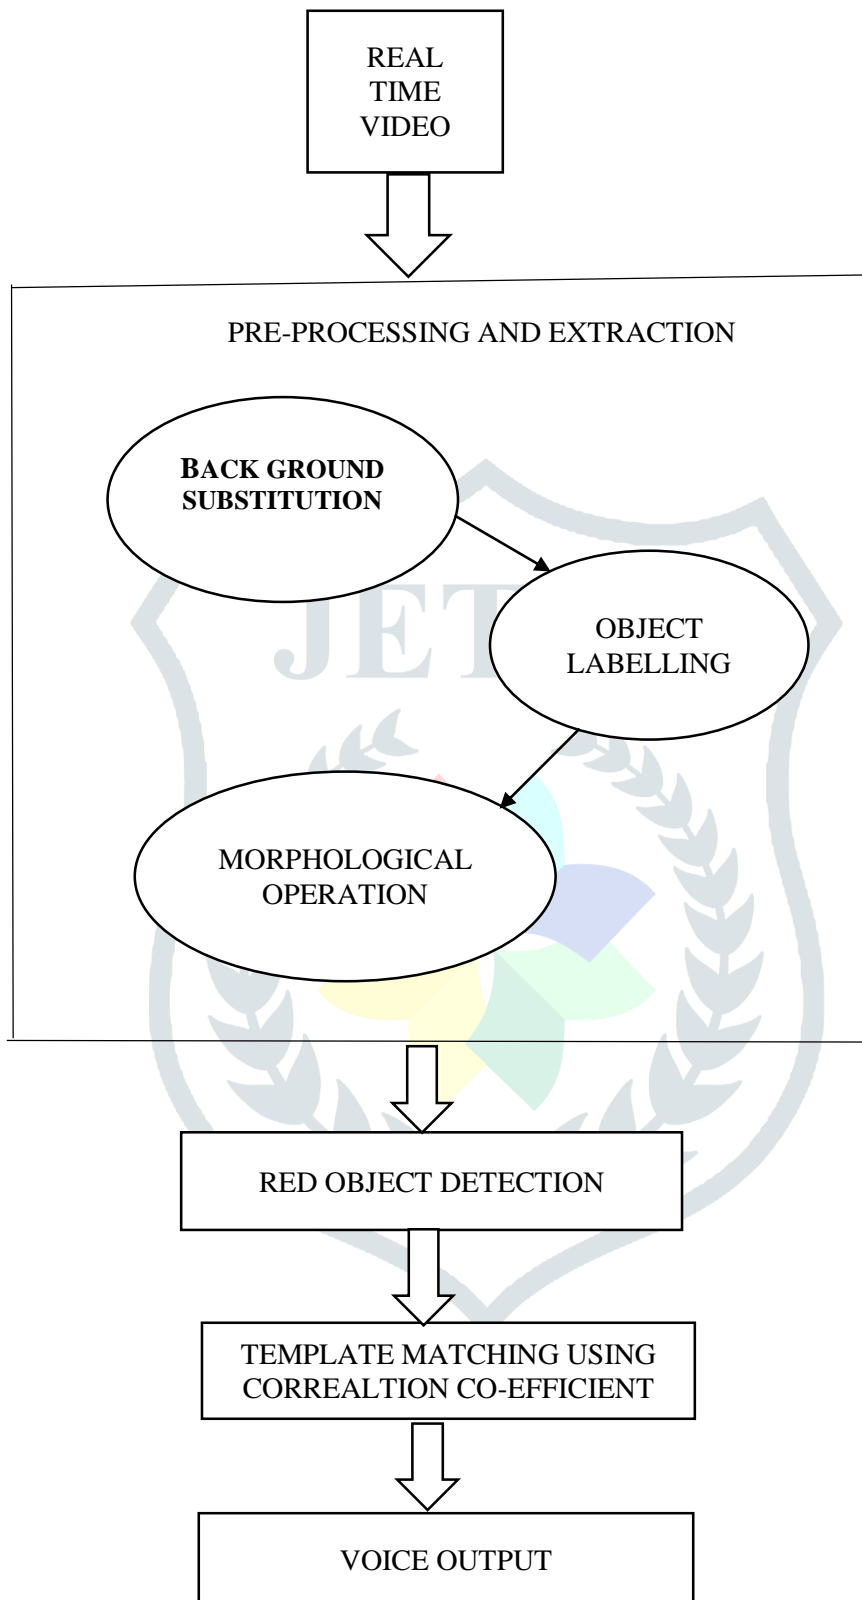 REAL
TIME
VIDEO
PRE-PROCESSING AND EXTRACTION
BACK GROUND
SUBSTITUTION
JET
OBJECT
LABELLING
MORPHOLOGICAL
OPERATION
RED OBJECT DETECTION
TEMPLATE MATCHING USING
CORREALTION CO-EFFICIENT
VOICE OUTPUT